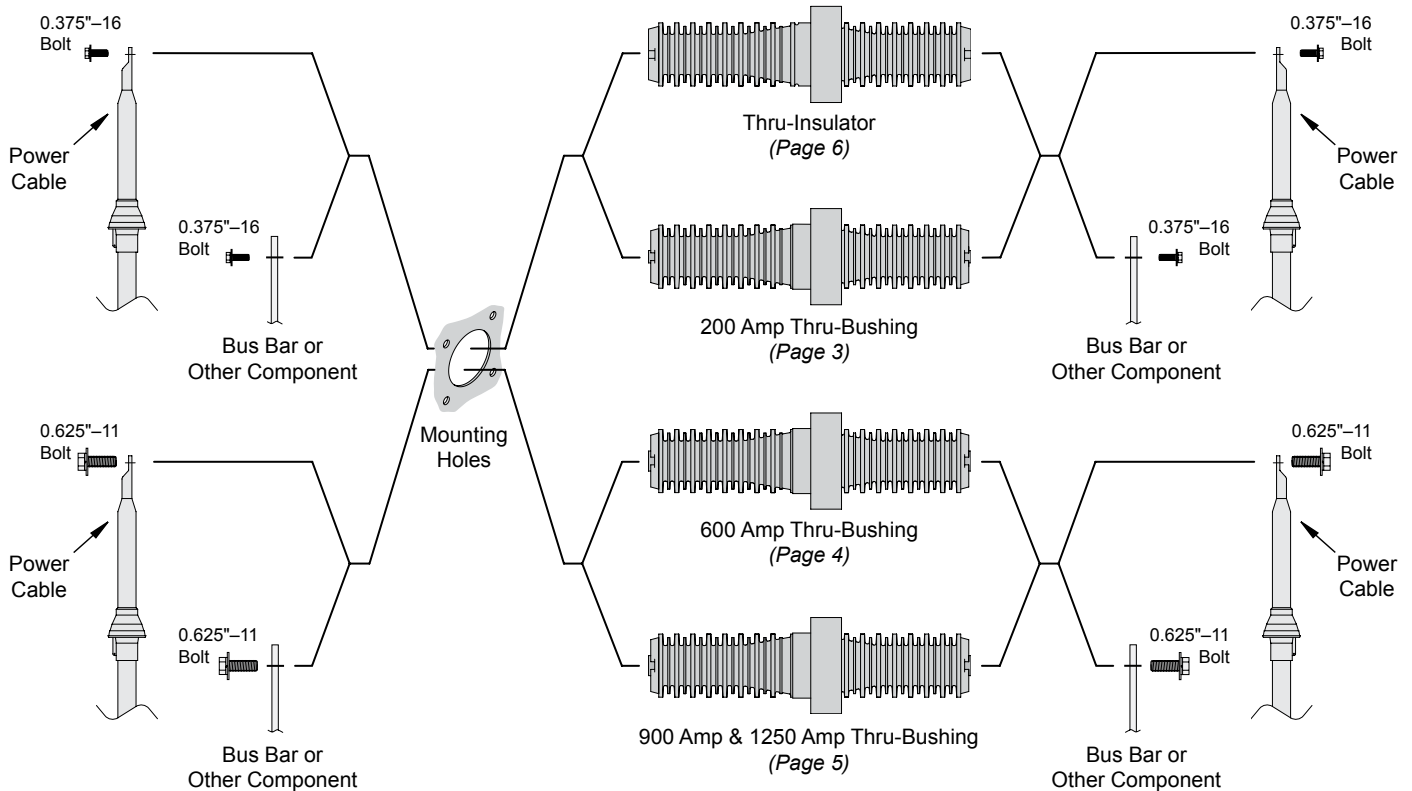 0.375"–16
Bolt
Power
Cable
0.375"–16
Bolt
Bus Bar or
Other Component
0.625"–11
Bolt
Power
Cable
0.625"–11
Bolt
Bus Bar or
Other Component
Mounting
Holes
Thru-Insulator
(Page 6)
200 Amp Thru-Bushing
(Page 3)
600 Amp Thru-Bushing
(Page 4)
900 Amp & 1250 Amp Thru-Bushing
(Page 5)
0.375"–16
Bolt
Power
Cable
0.375"–16
Bolt
Bus Bar or
Other Component
0.625"–11
Bolt
Power
Cable
0.625"–11
Bolt
Bus Bar or
Other Component